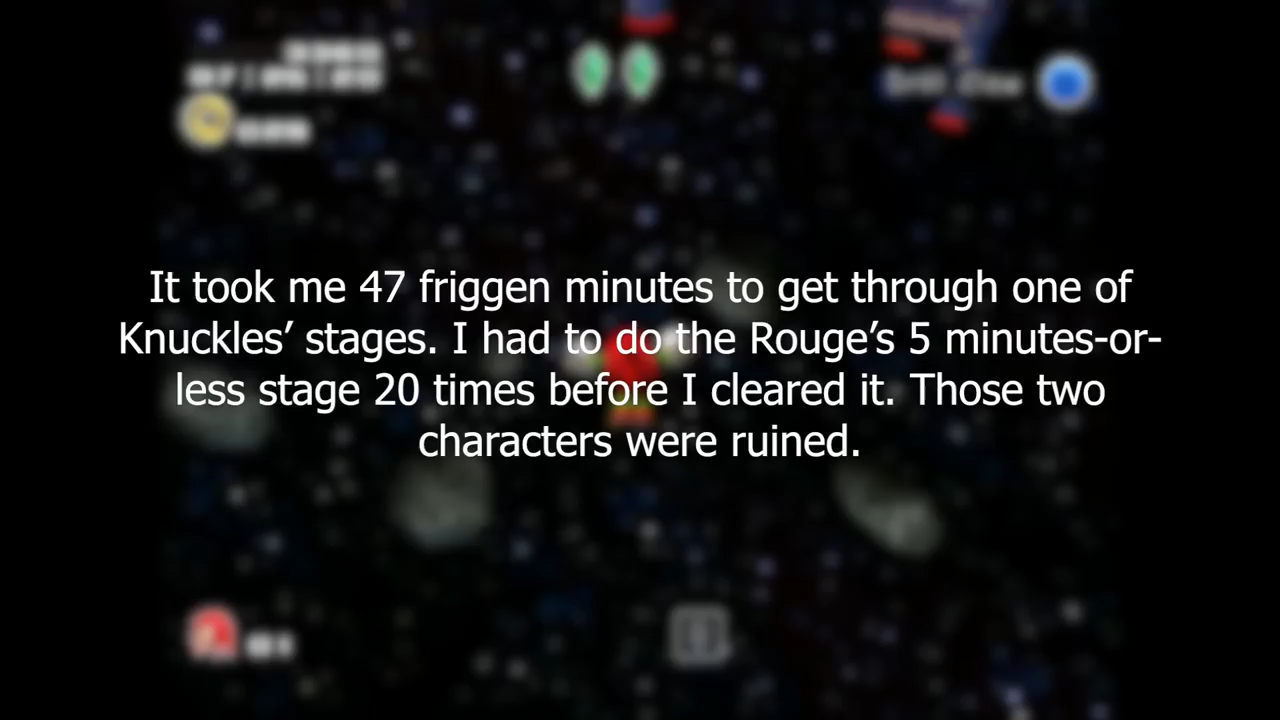 It took me 47 friggen minutes to get through one of
Knuckles’ stages. I had to do the Rouge’s 5 minutes-or-
less stage 20 times before I cleared it. Those two
characters were ruined.